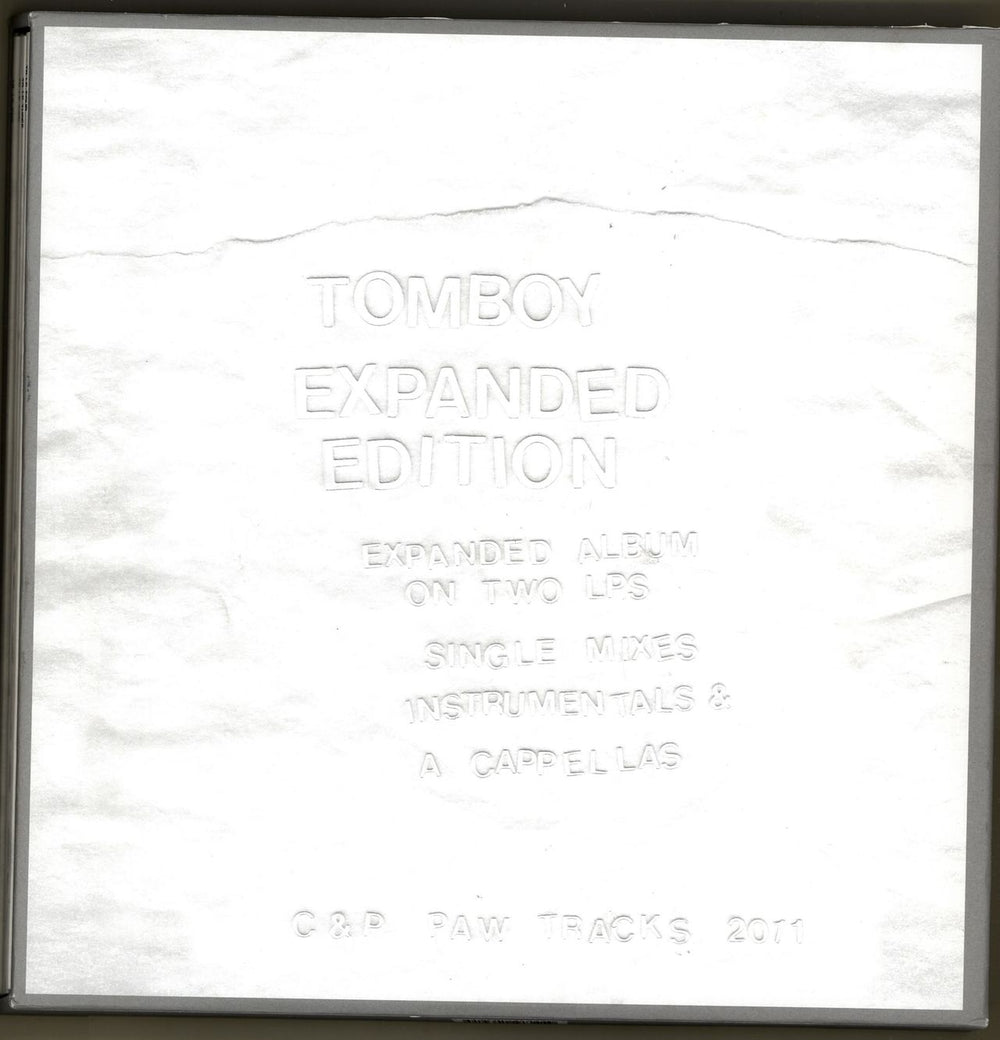 TOMBOY
EXPANDED
EDITION
EXPANDED ALBUM
ON TWO LPS
SINGLE MIXES
INSTRUMENTALS &
A CAPPELLAS
C & P PAW TRACKS 2011